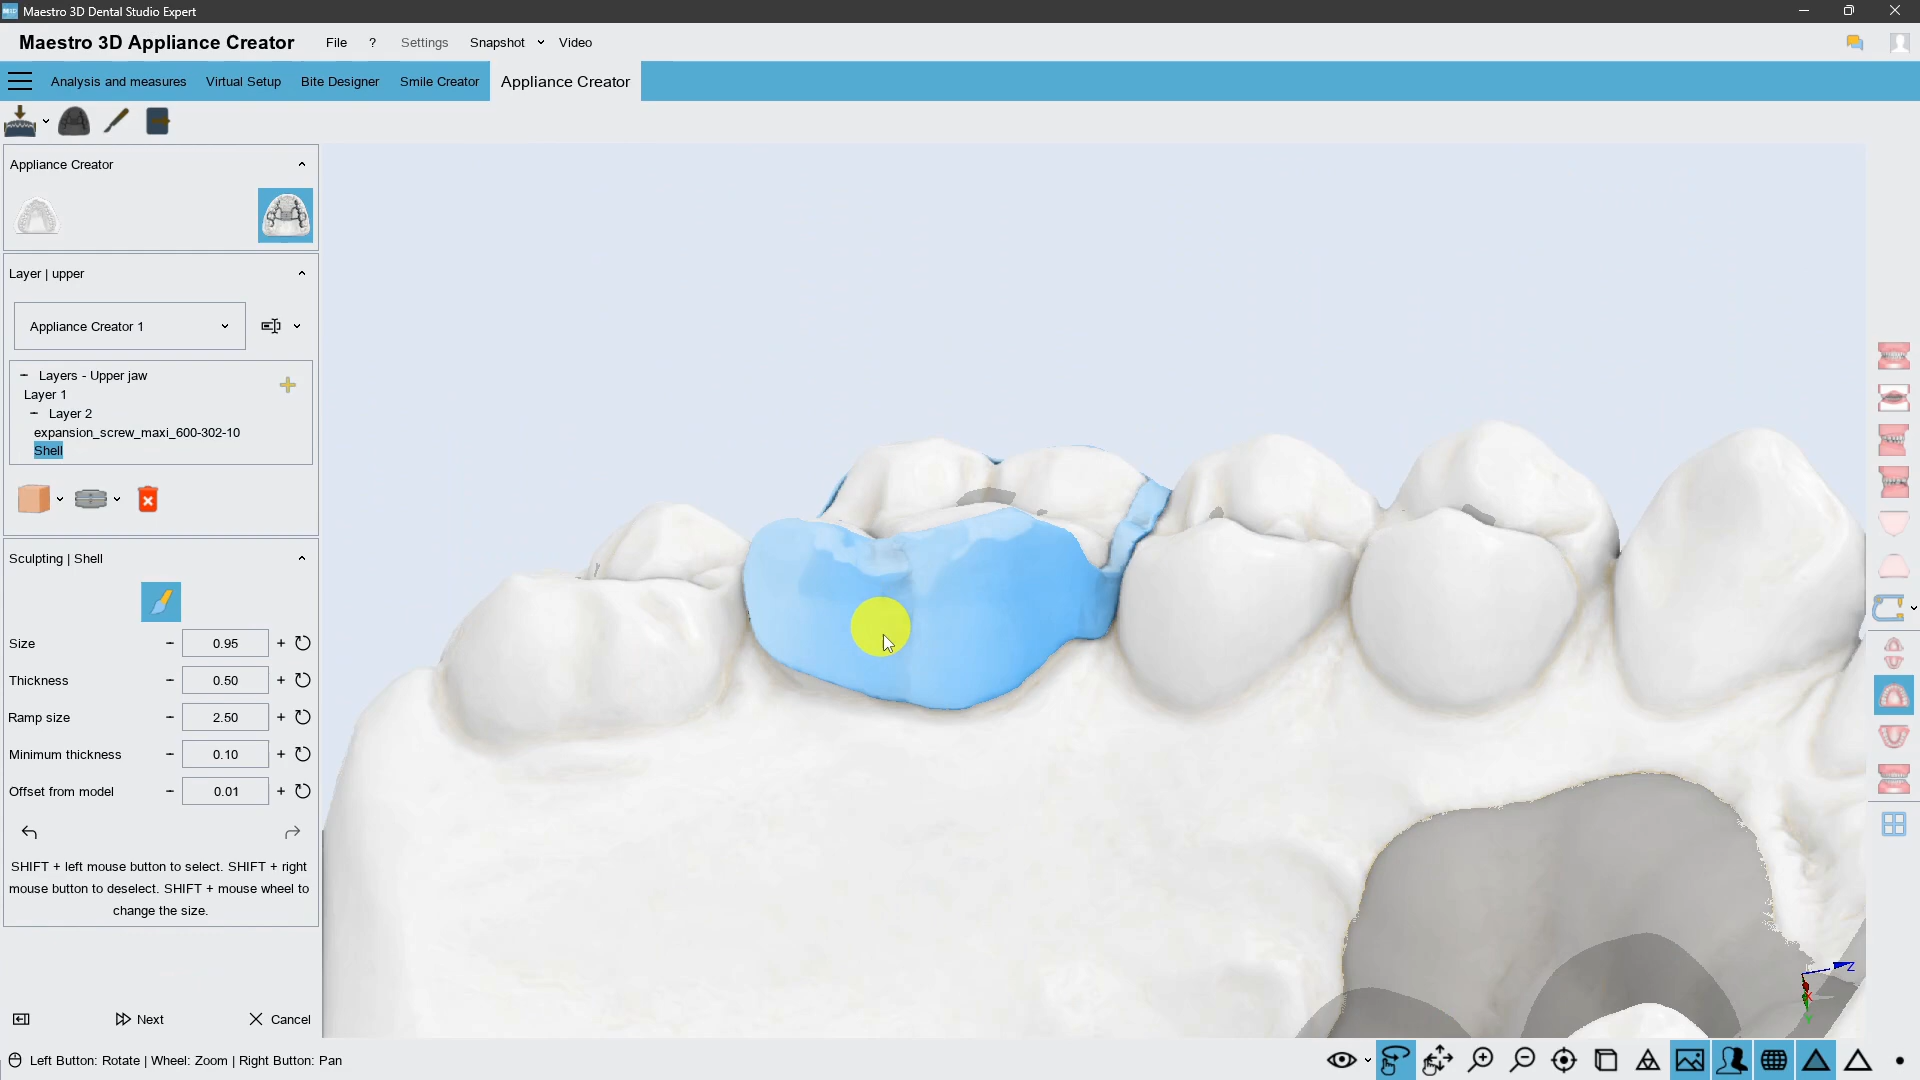 Maestro 3D Dental Studio Expert
Maestro 3D Appliance Creator File ? Settings Snapshot Video
Analysis and measures Virtual Setup Bite Designer Smile Creator Appliance Creator
Appliance Creator
Layer | upper
Appliance Creator 1
Layers - Upper jaw
Layer 1
Layer 2
expansion_screw_maxi_600-302-10
Shell
Sculpting | Shell
Size - 0.95 +
Thickness - 0.50 +
Ramp size - 2.50 +
Minimum thickness - 0.10 +
Offset from model - 0.01 +
SHIFT + left mouse button to select. SHIFT + right
mouse button to deselect. SHIFT + mouse wheel to
change the size.
Z
X
Y
Next Cancel
Left Button: Rotate | Wheel: Zoom | Right Button: Pan